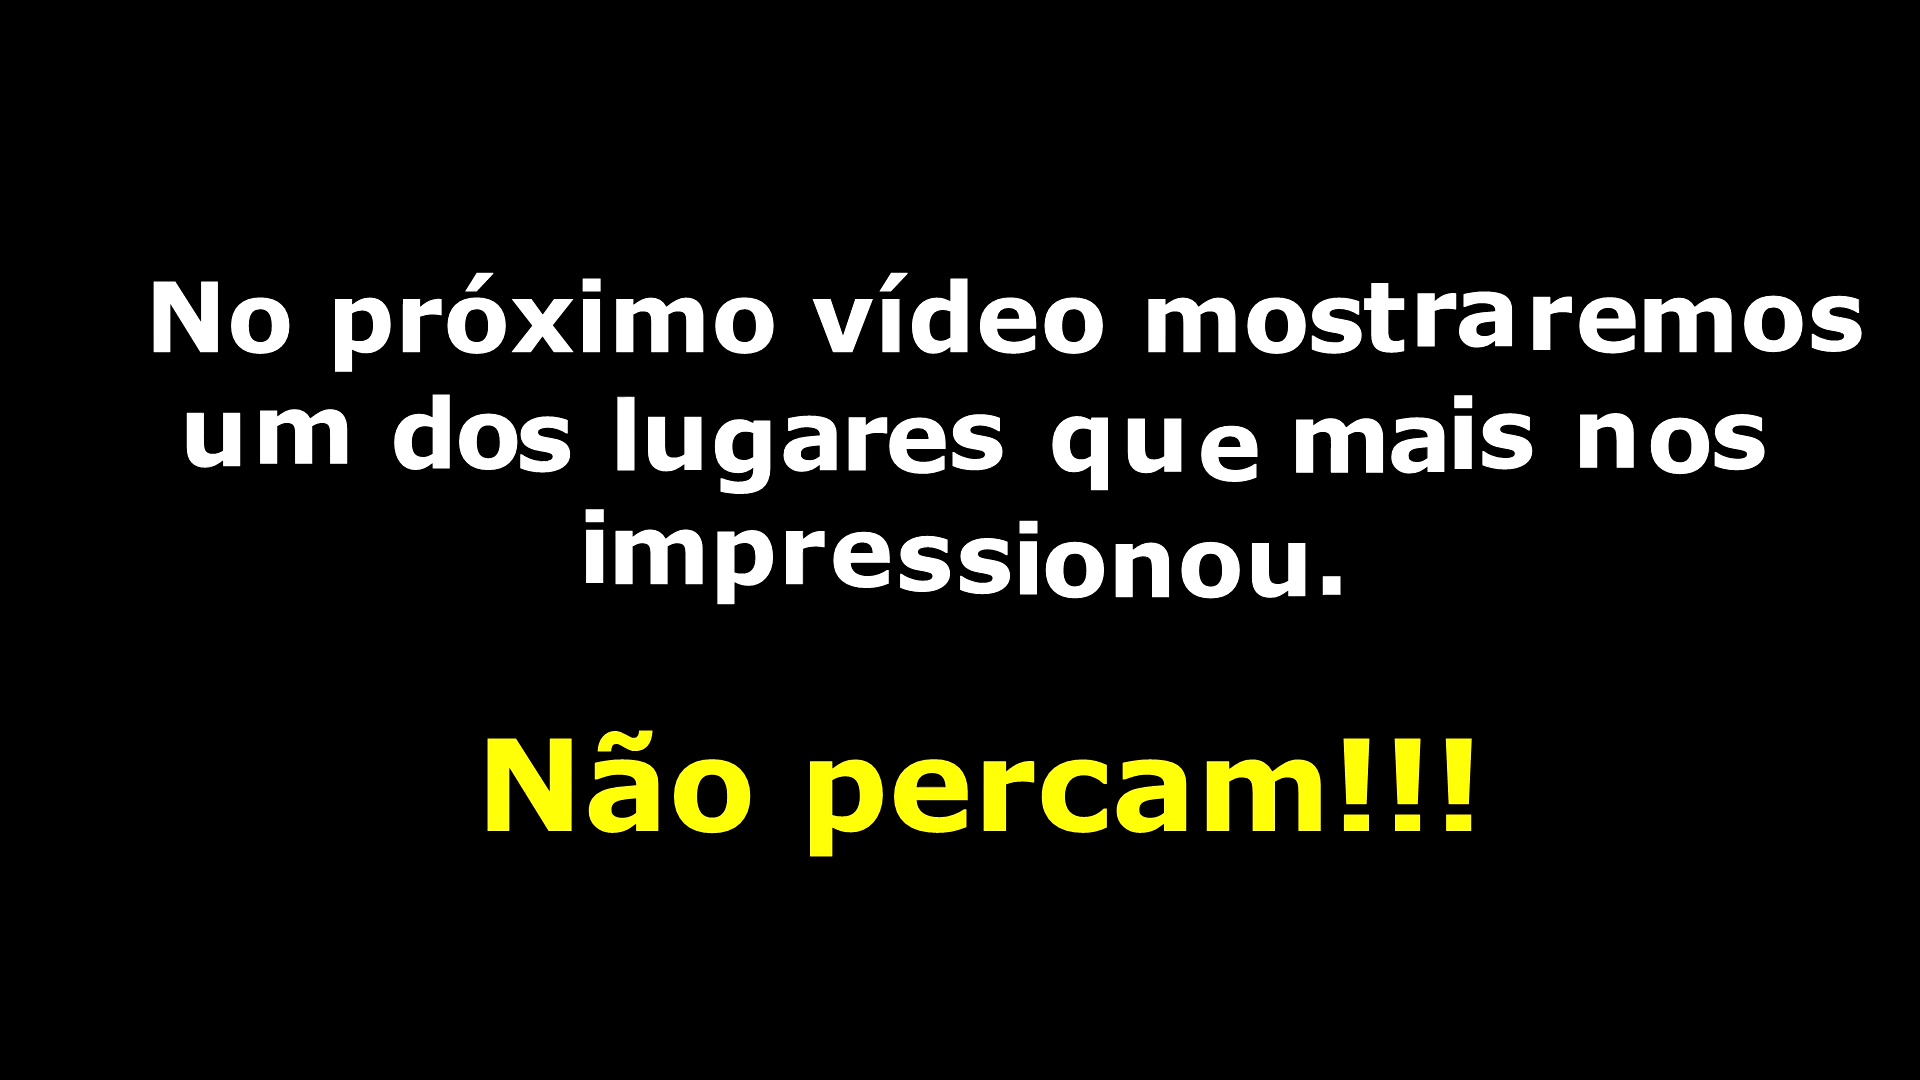 No próximo vídeo mostraremos
um dos lugares que mais nos
impressionou.
Não percam!!!